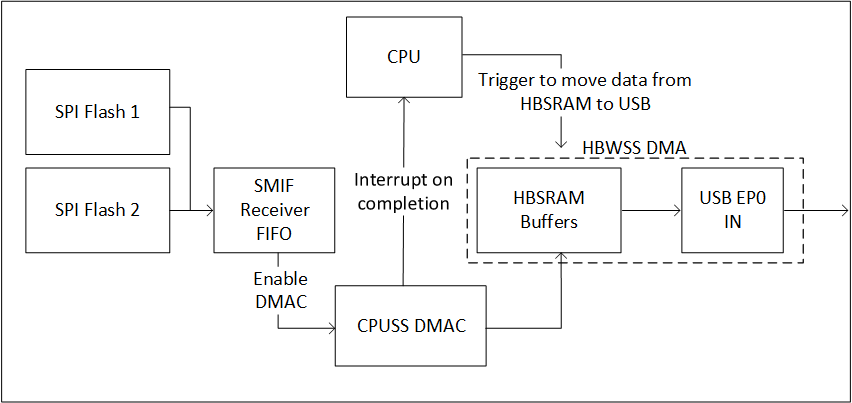 CPU
Trigger to move data from
HBSRAM to USB
SPI Flash 1
HBWSS DMA
SPI Flash 2
SMIF
Receiver
FIFO
Interrupt on
completion
HBSRAM
Buffers
USB EP0
IN
Enable
DMAC
CPUSS DMAC